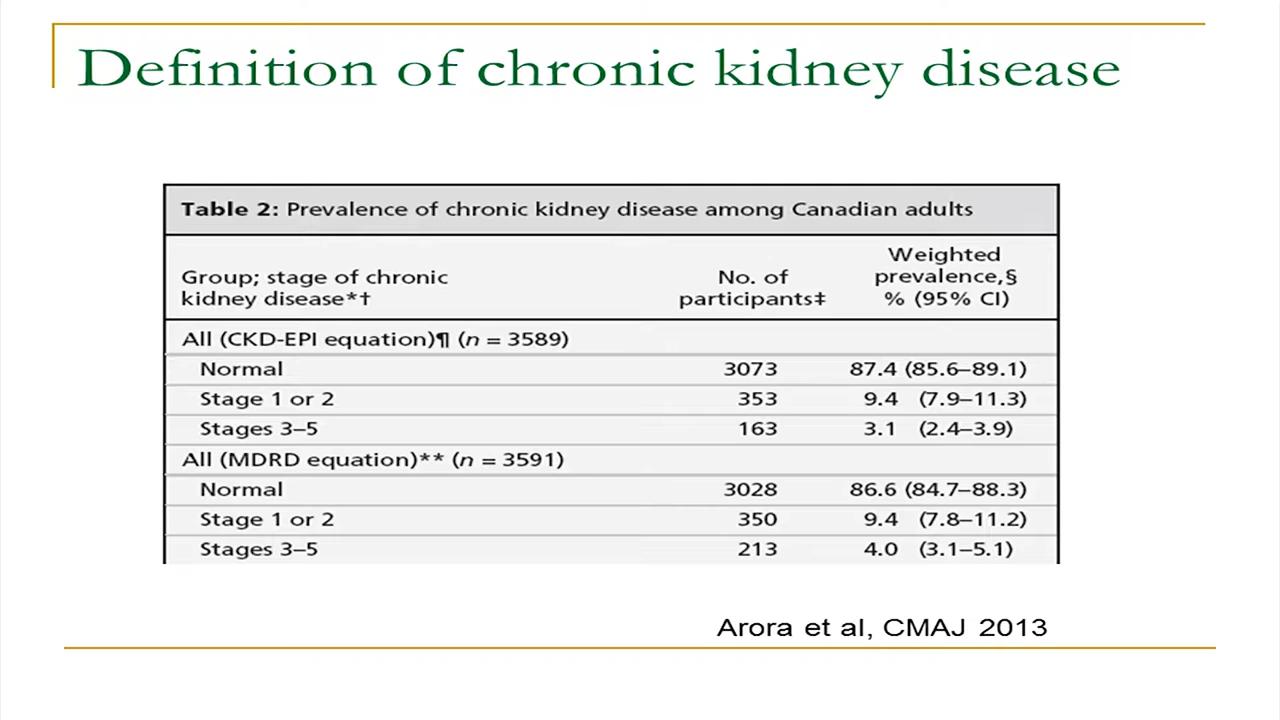 Definition of chronic kidney disease
Table 2: Prevalence of chronic kidney disease among Canadian adults
Group; stage of chronic kidney disease*† No. of participants‡ Weighted prevalence,§ % (95% CI)
All (CKD-EPI equation)¶ (n = 3589)
Normal 3073 87.4 (85.6–89.1)
Stage 1 or 2 353 9.4 (7.9–11.3)
Stages 3–5 163 3.1 (2.4–3.9)
All (MDRD equation)** (n = 3591)
Normal 3028 86.6 (84.7–88.3)
Stage 1 or 2 350 9.4 (7.8–11.2)
Stages 3–5 213 4.0 (3.1–5.1)
Arora et al, CMAJ 2013